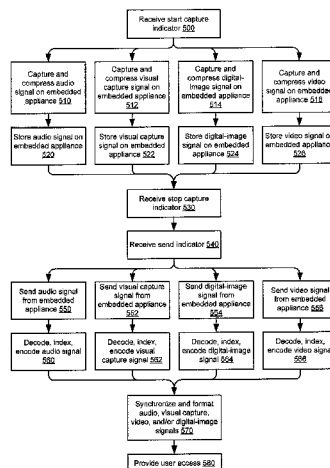 Receive start capture
indicator 500
Capture and
compress audio
signal on embedded
appliance 510
Capture and
compress visual
capture signal on
embedded
appliance 512
Capture and
compress digital-
image signal on
embedded
appliance 514
Capture and
compress video
signal on embedded
appliance 516
Store audio signal on
embedded appliance
520
Store visual capture
signal on embedded
appliance 522
Store digital-image
signal on embedded
appliance 524
Store video signal on
embedded appliance
526
Receive stop capture
indicator 530
Receive send indicator
540
Send audio signal
from embedded
appliance 550
Send visual capture
signal from embedded
appliance 552
Send digital-image
signal from embedded
appliance 554
Send video signal
from embedded
appliance 556
Decode, index,
encode audio signal
560
Decode, index,
encode visual
capture signal 562
Decode, index,
encode digital-image
signal 564
Decode, index,
encode video signal
566
Synchronize and format
audio, visual capture,
video, and/or digital-image
signals 570
Provide user access 580